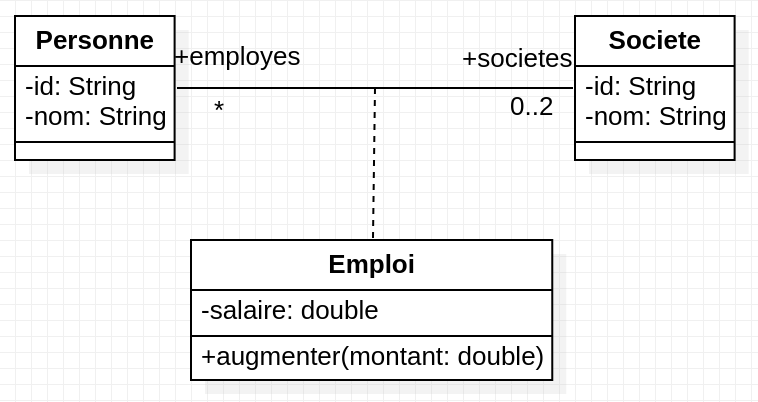 Personne
-id: String
-nom: String
+employes
*
+societes
0..2
Societe
-id: String
-nom: String
Emploi
-salaire: double
+augmenter(montant: double)